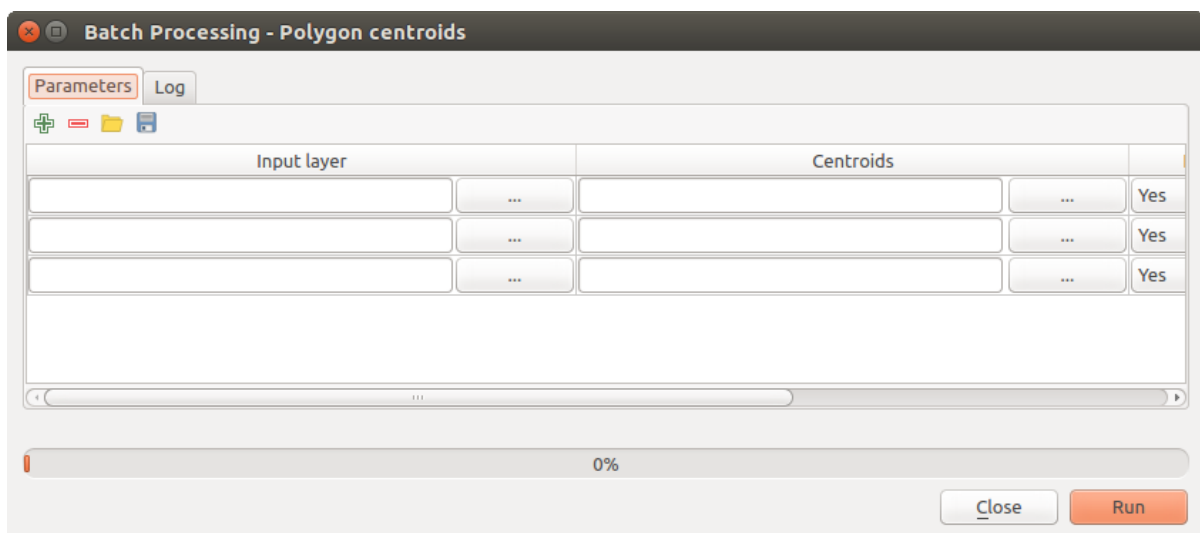 Batch Processing - Polygon centroids
Parameters Log
Input layer Centroids
... ... Yes
... ... Yes
... ... Yes
0%
Close Run